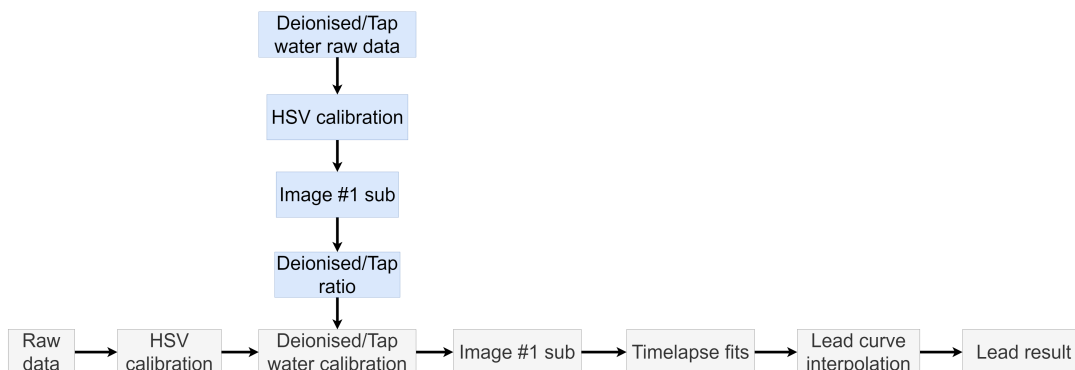 Deionised/Tap
water raw data
HSV calibration
Image #1 sub
Deionised/Tap
ratio
Raw
data
HSV
calibration
Deionised/Tap
water calibration
Image #1 sub
Timelapse fits
Lead curve
interpolation
Lead result